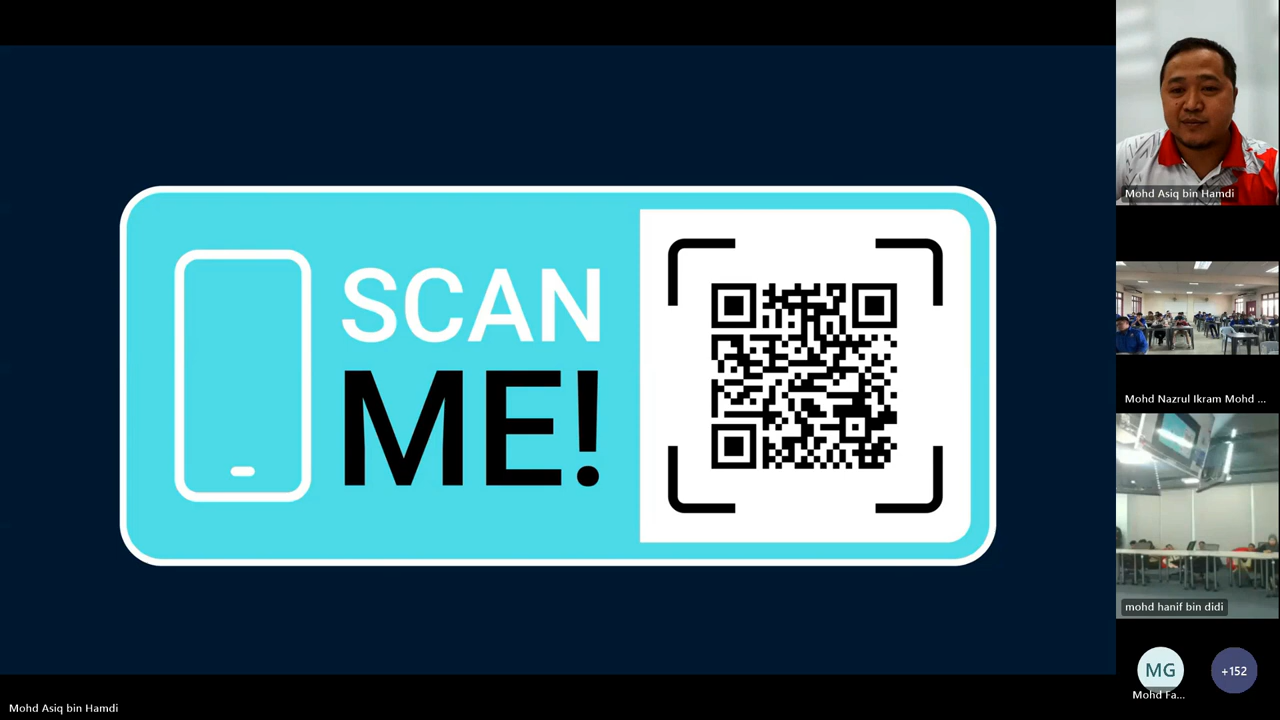 SCAN
ME!
Mohd Asiq bin Hamdi
Mohd Nazrul Ikram Mohd ...
mohd hanif bin didi
MG
Mohd Fa...
+152
Mohd Asiq bin Hamdi